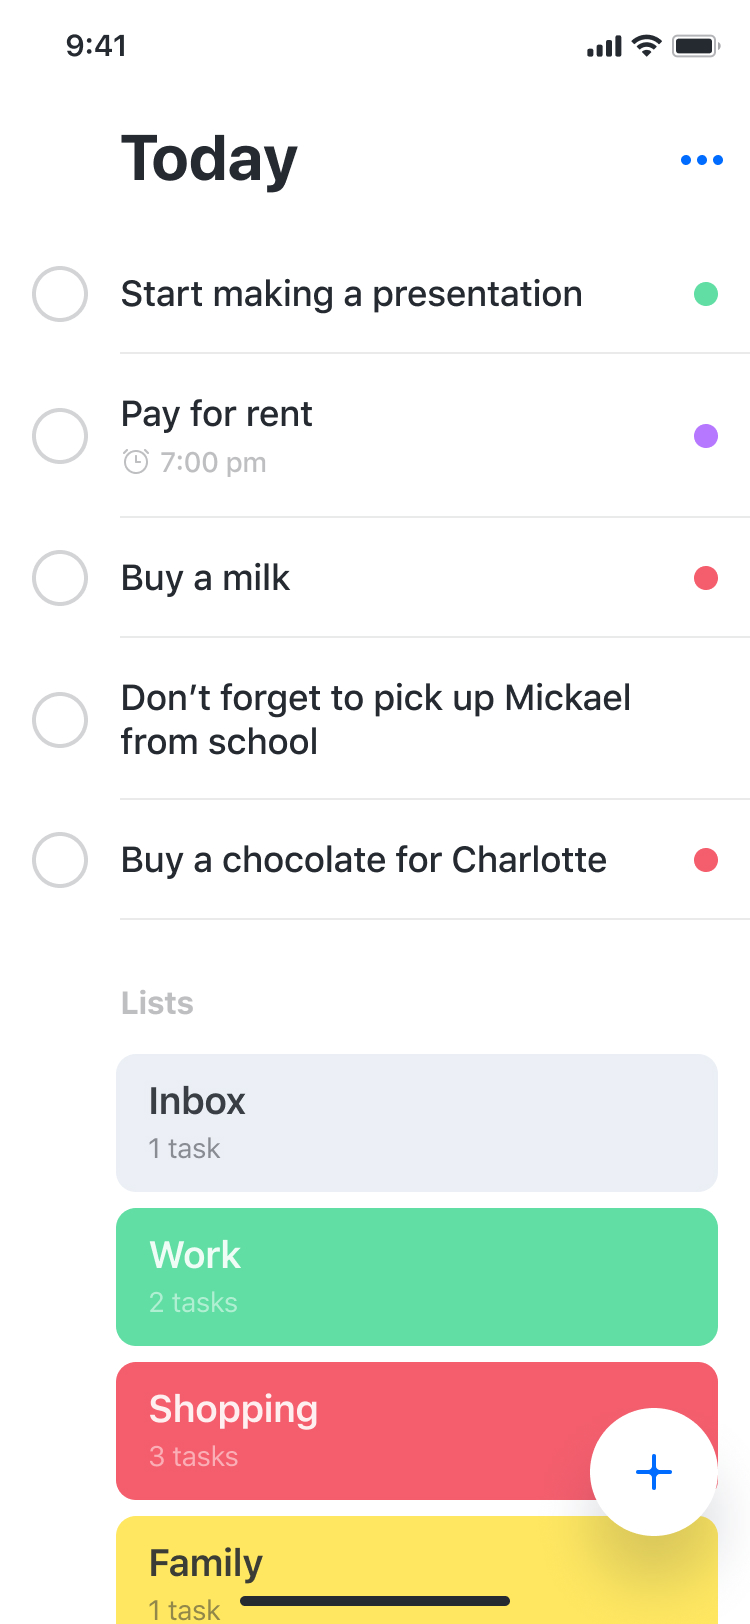 9:41
Today
Start making a presentation
Pay for rent
7:00 pm
Buy a milk
Don’t forget to pick up Mickael
from school
Buy a chocolate for Charlotte
Lists
Inbox
1 task
Work
2 tasks
Shopping
3 tasks
Family
1 task